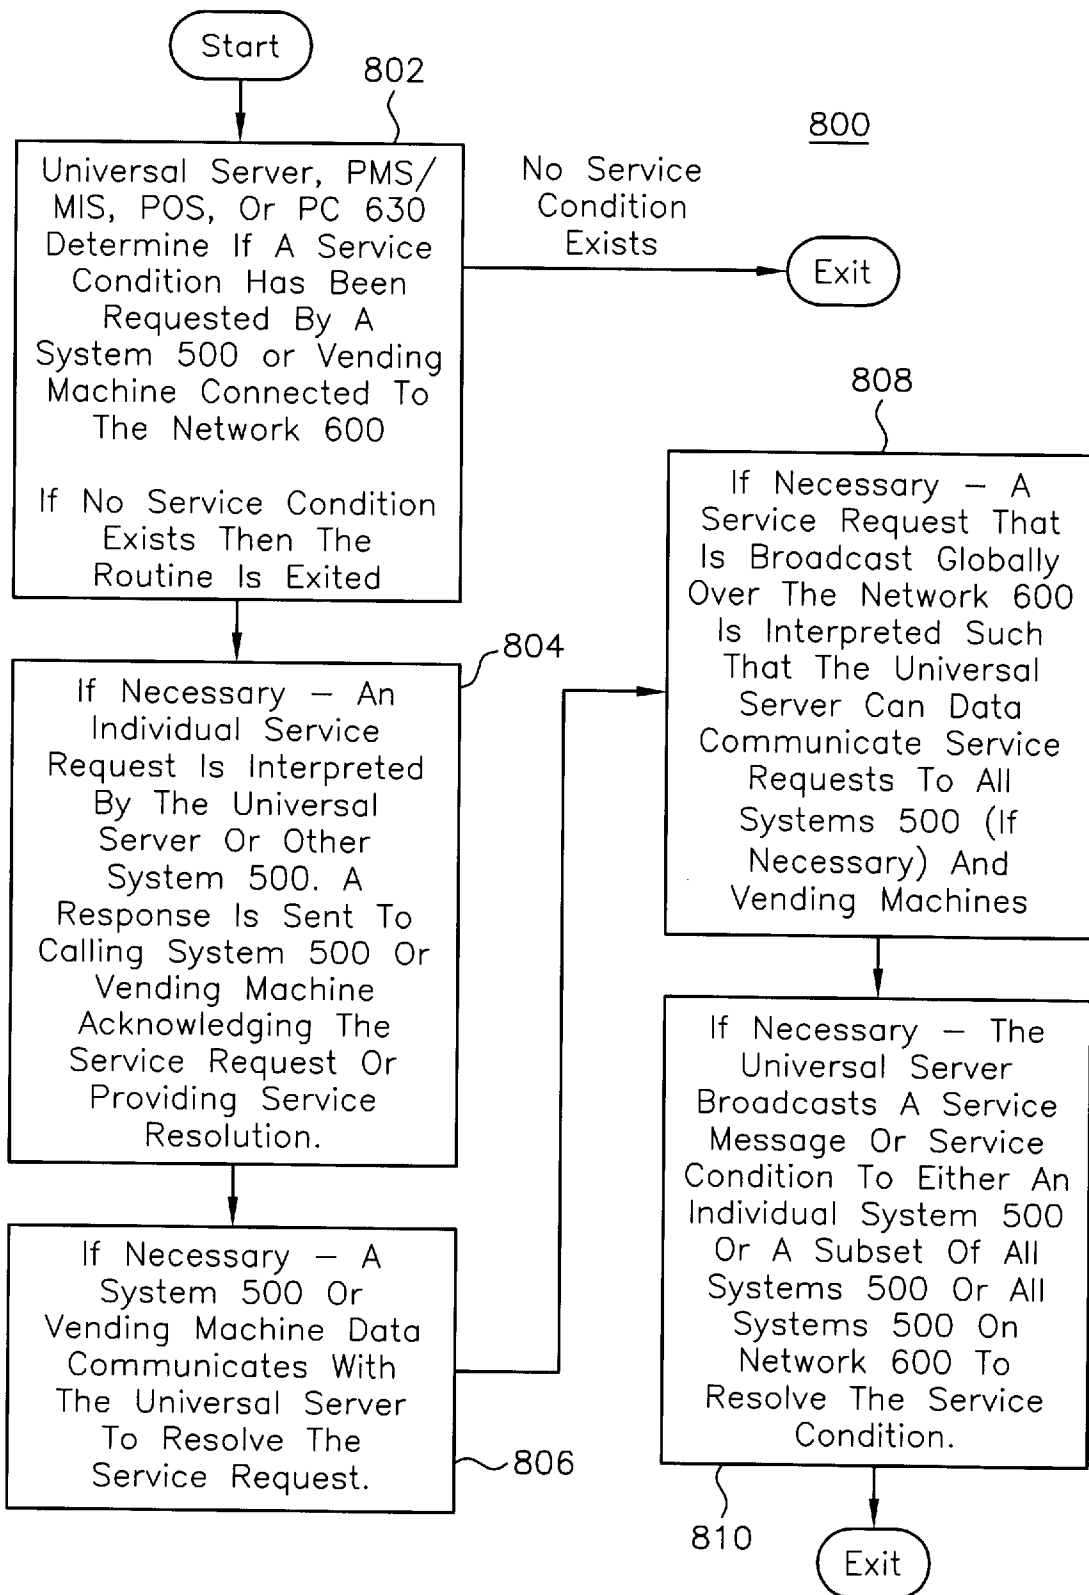 Start
802
800
Universal Server, PMS/
MIS, POS, Or PC 630
Determine If A Service
Condition Has Been
Requested By A
System 500 or Vending
Machine Connected To
The Network 600
If No Service Condition
Exists Then The
Routine Is Exited
No Service
Condition
Exists
Exit
804
If Necessary – An
Individual Service
Request Is Interpreted
By The Universal
Server Or Other
System 500. A
Response Is Sent To
Calling System 500 Or
Vending Machine
Acknowledging The
Service Request Or
Providing Service
Resolution.
If Necessary – A
System 500 Or
Vending Machine Data
Communicates With
The Universal Server
To Resolve The
Service Request.
806
808
If Necessary – A
Service Request That
Is Broadcast Globally
Over The Network 600
Is Interpreted Such
That The Universal
Server Can Data
Communicate Service
Requests To All
Systems 500 (If
Necessary) And
Vending Machines
If Necessary – The
Universal Server
Broadcasts A Service
Message Or Service
Condition To Either An
Individual System 500
Or A Subset Of All
Systems 500 Or All
Systems 500 On
Network 600 To
Resolve The Service
Condition.
810
Exit